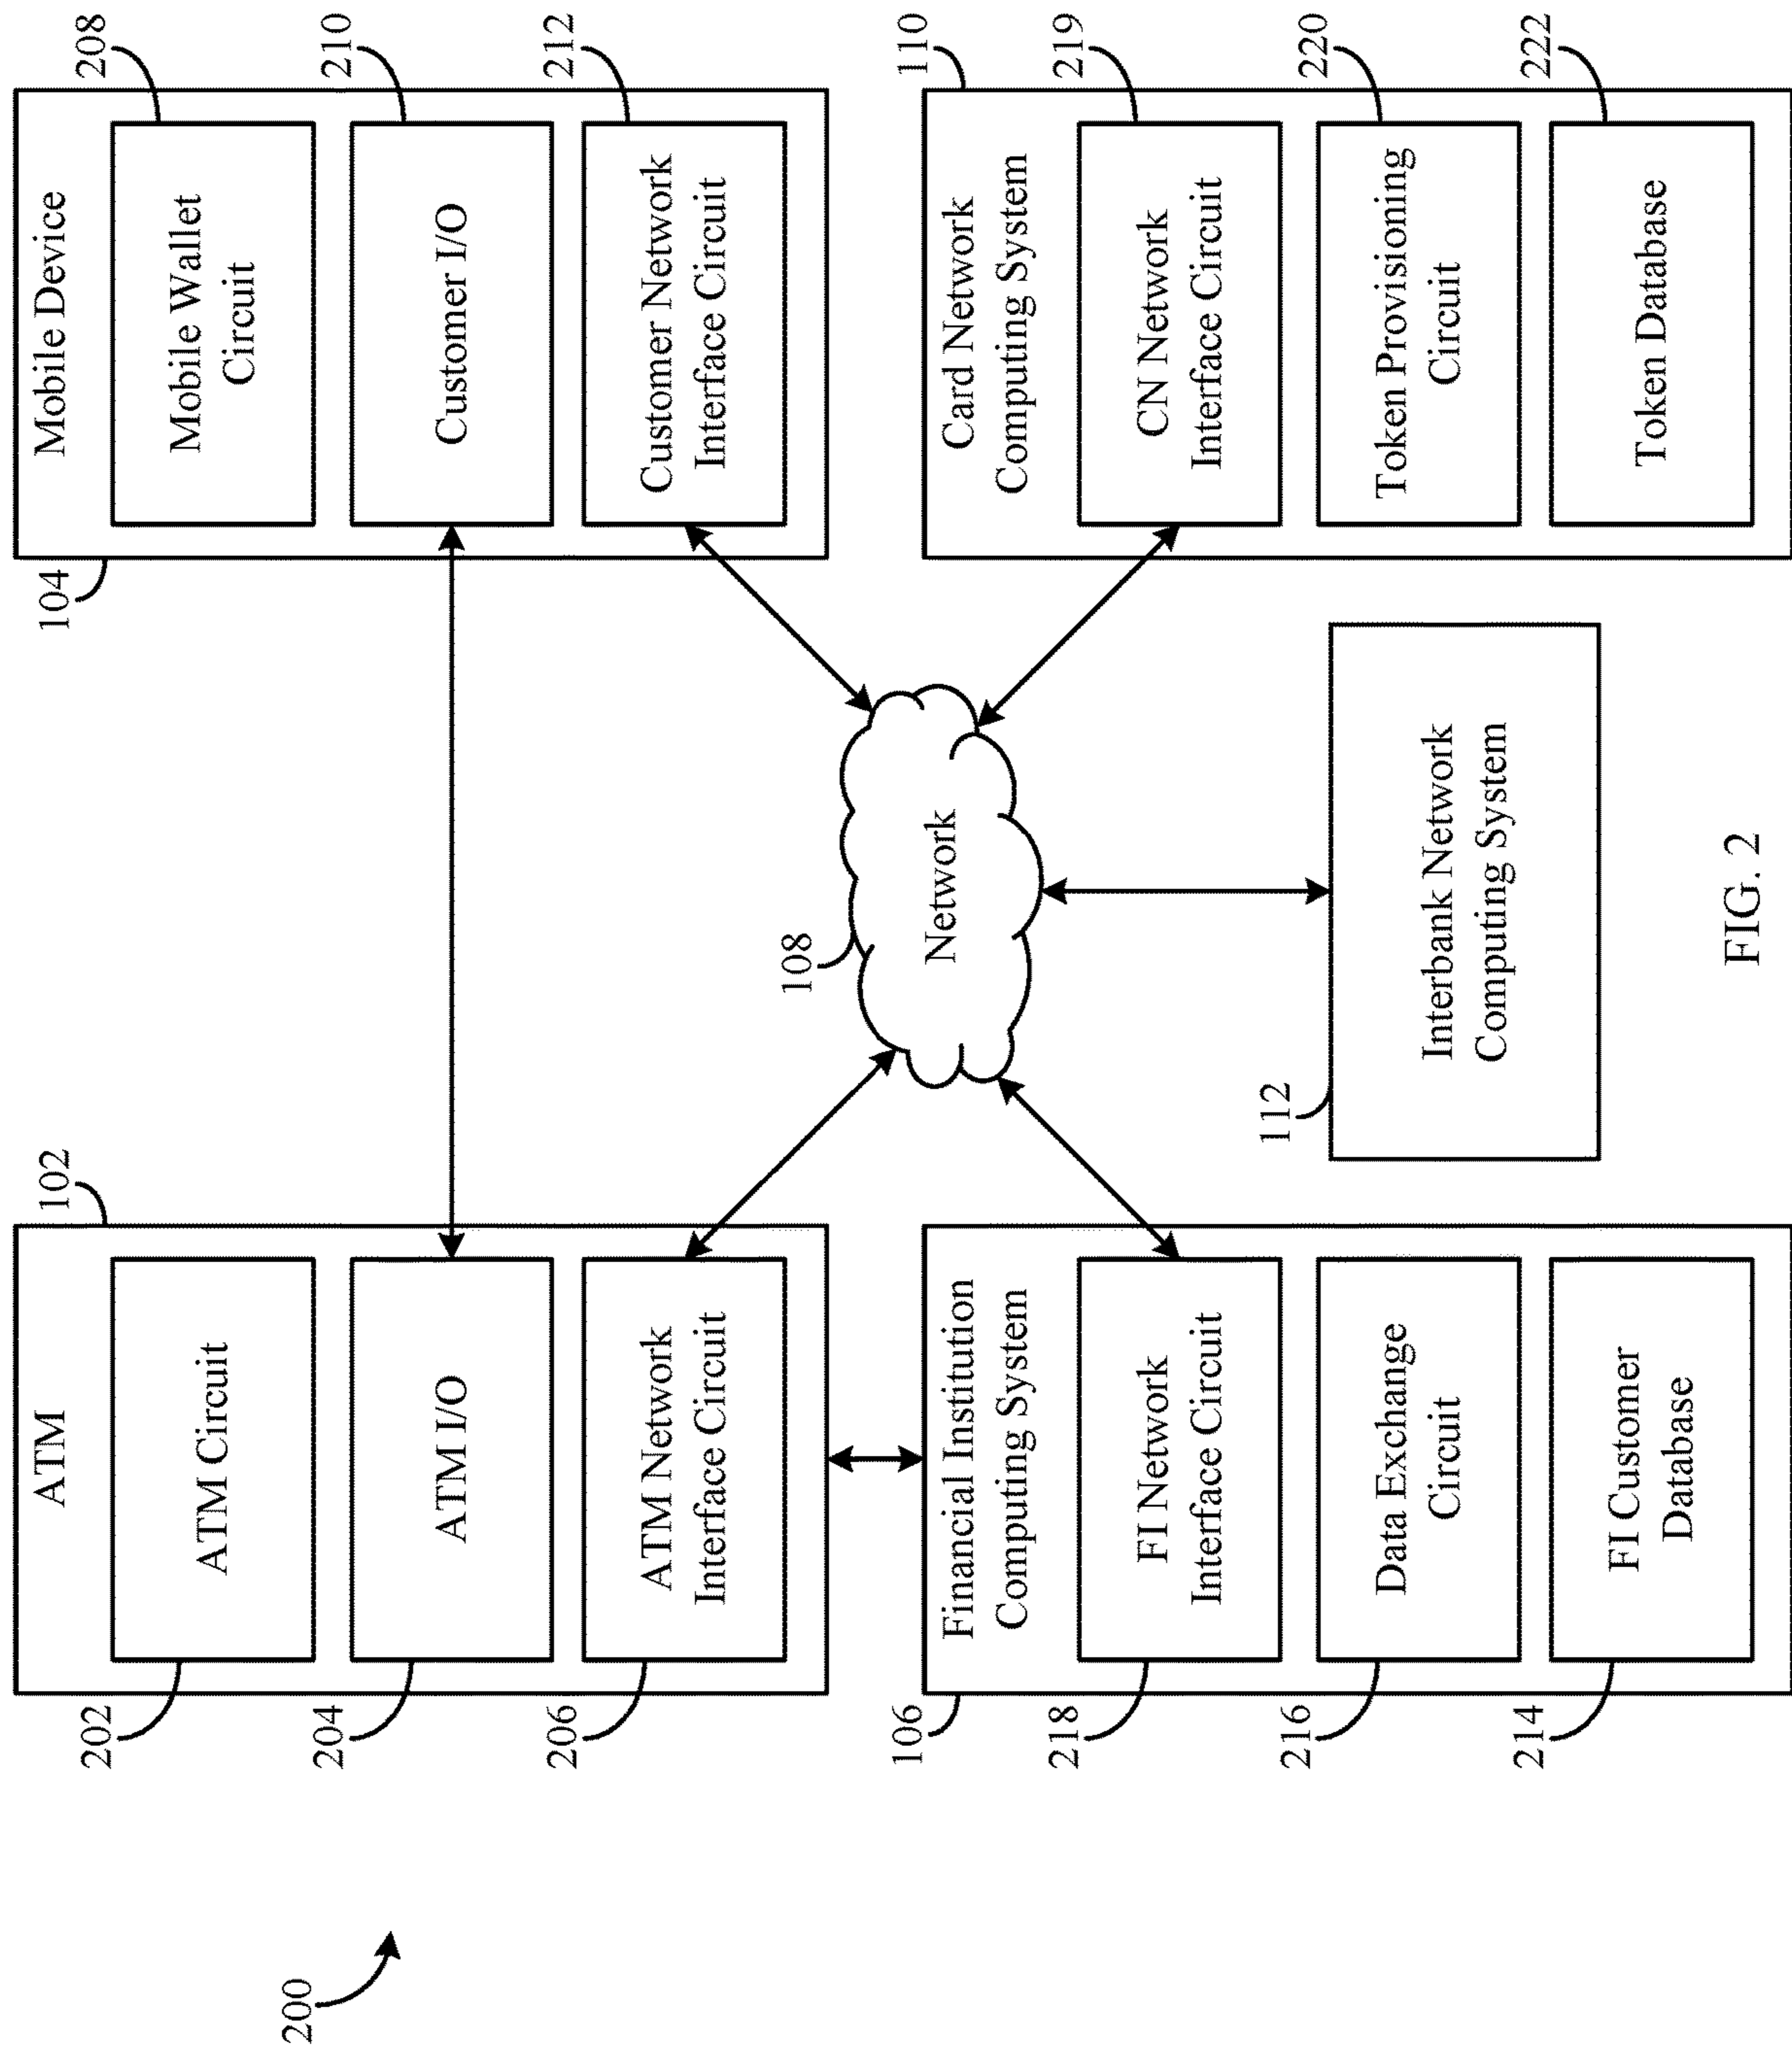 200
ATM
102
202
ATM Circuit
204
ATM I/O
206
ATM Network
Interface Circuit
Mobile Device
104
208
Mobile Wallet
Circuit
210
Customer I/O
212
Customer Network
Interface Circuit
108
Network
106
Financial Institution
Computing System
218
FI Network
Interface Circuit
216
Data Exchange
Circuit
214
FI Customer
Database
112
Interbank Network
Computing System
110
Card Network
Computing System
219
CN Network
Interface Circuit
220
Token Provisioning
Circuit
222
Token Database
FIG. 2